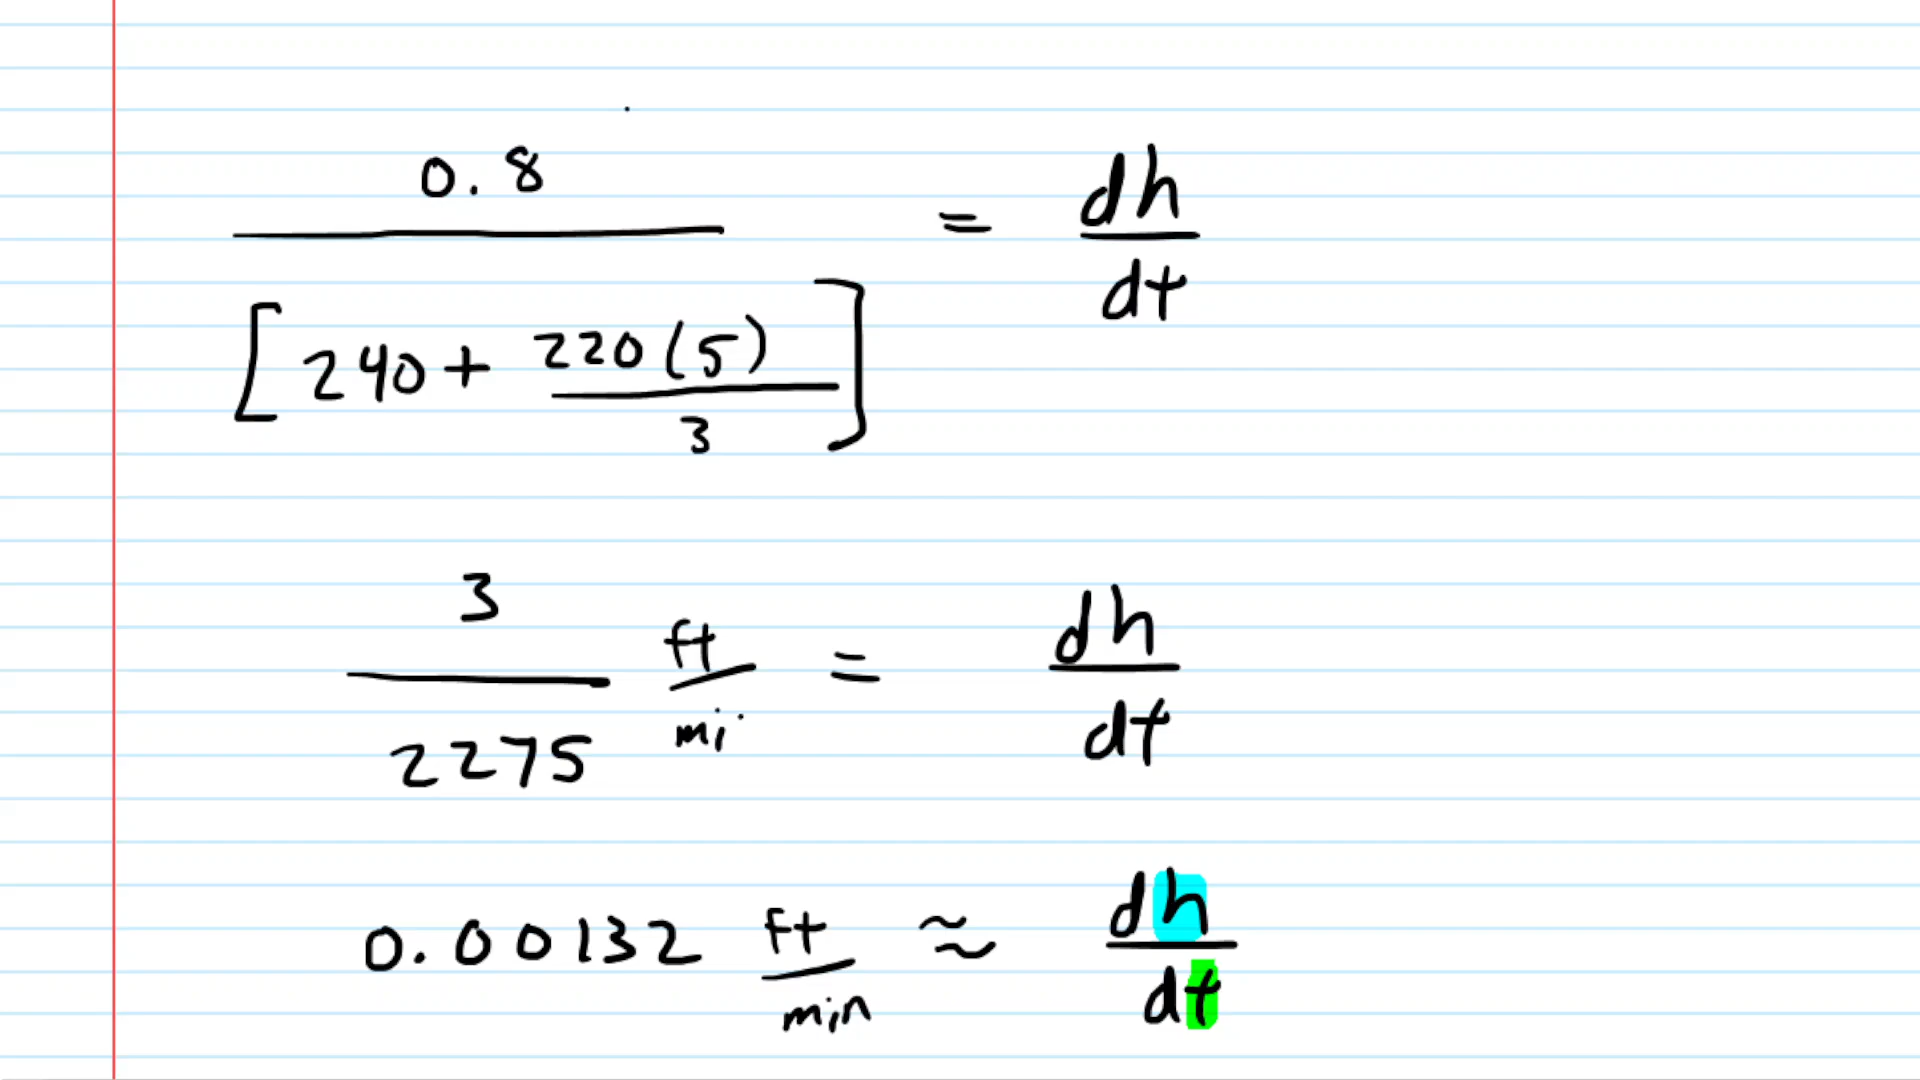 0.8 / [240 + 220(5)/3] = dh/dt
3/2275 ft/mi = dh/dt
0.00132 ft/min ≈ dh/dt